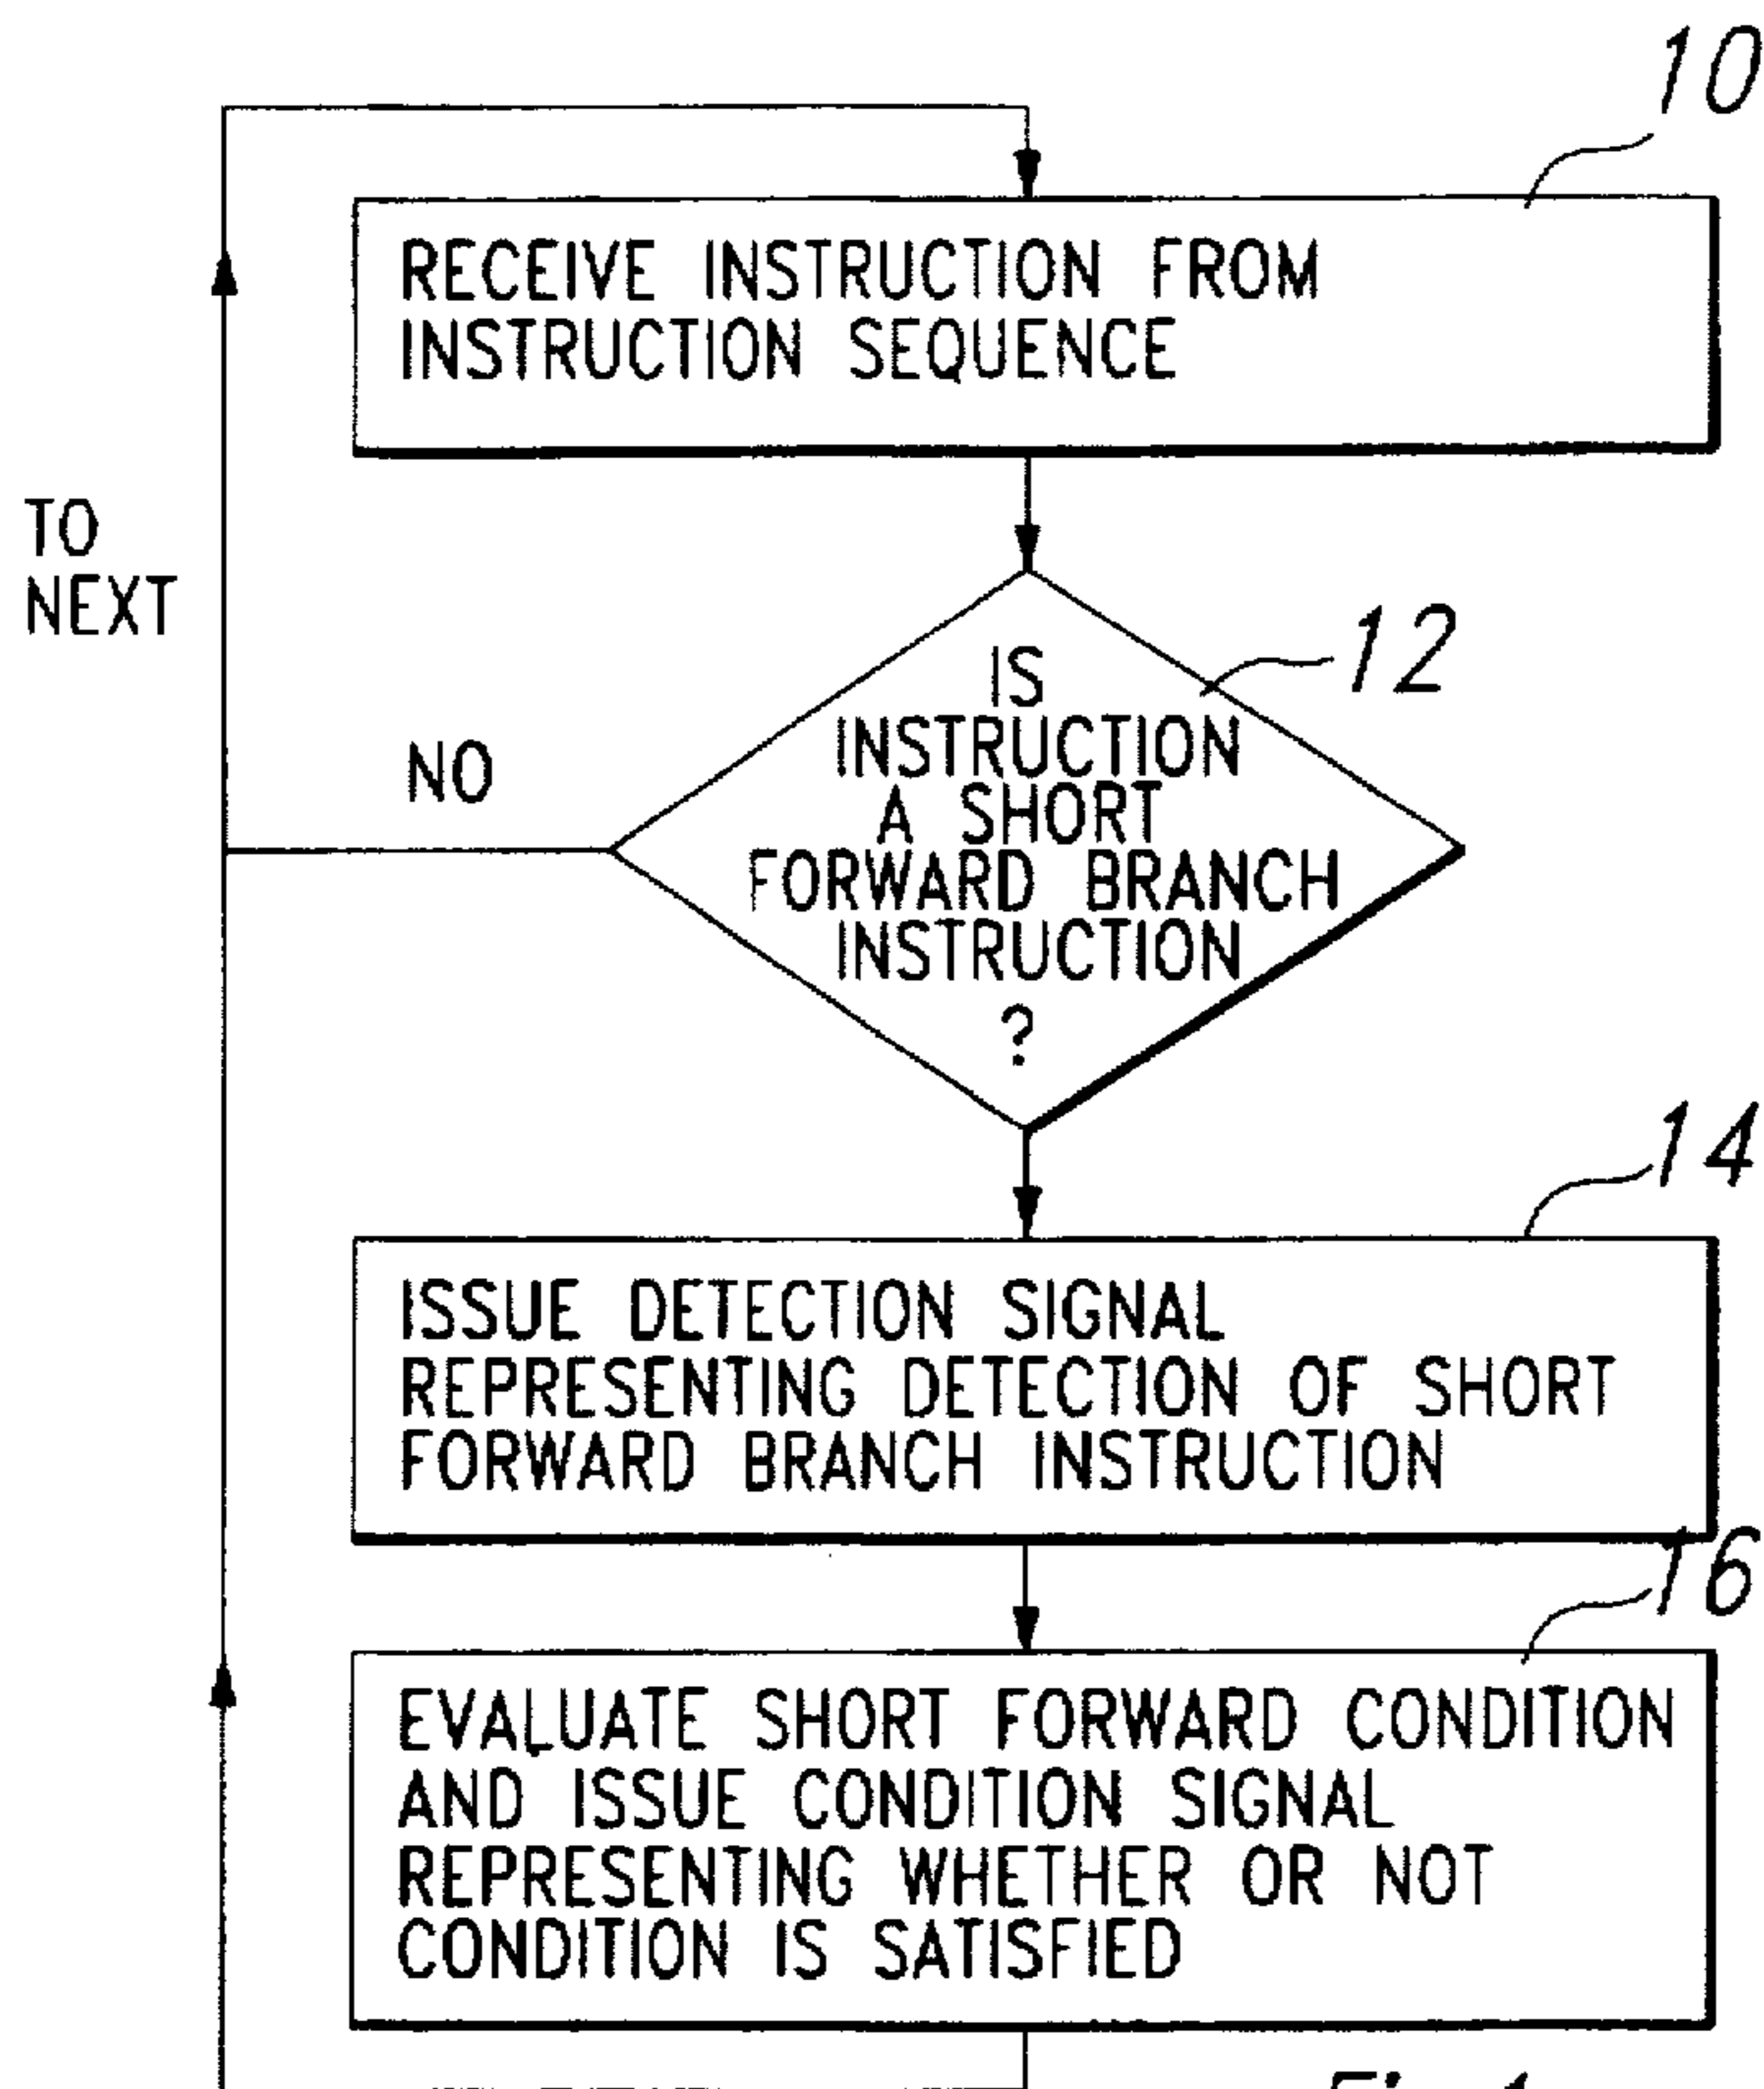 10
RECEIVE INSTRUCTION FROM
INSTRUCTION SEQUENCE
TO
NEXT
12
IS
INSTRUCTION
A SHORT
FORWARD BRANCH
INSTRUCTION
?
NO
14
ISSUE DETECTION SIGNAL
REPRESENTING DETECTION OF SHORT
FORWARD BRANCH INSTRUCTION
16
EVALUATE SHORT FORWARD CONDITION
AND ISSUE CONDITION SIGNAL
REPRESENTING WHETHER OR NOT
CONDITION IS SATISFIED